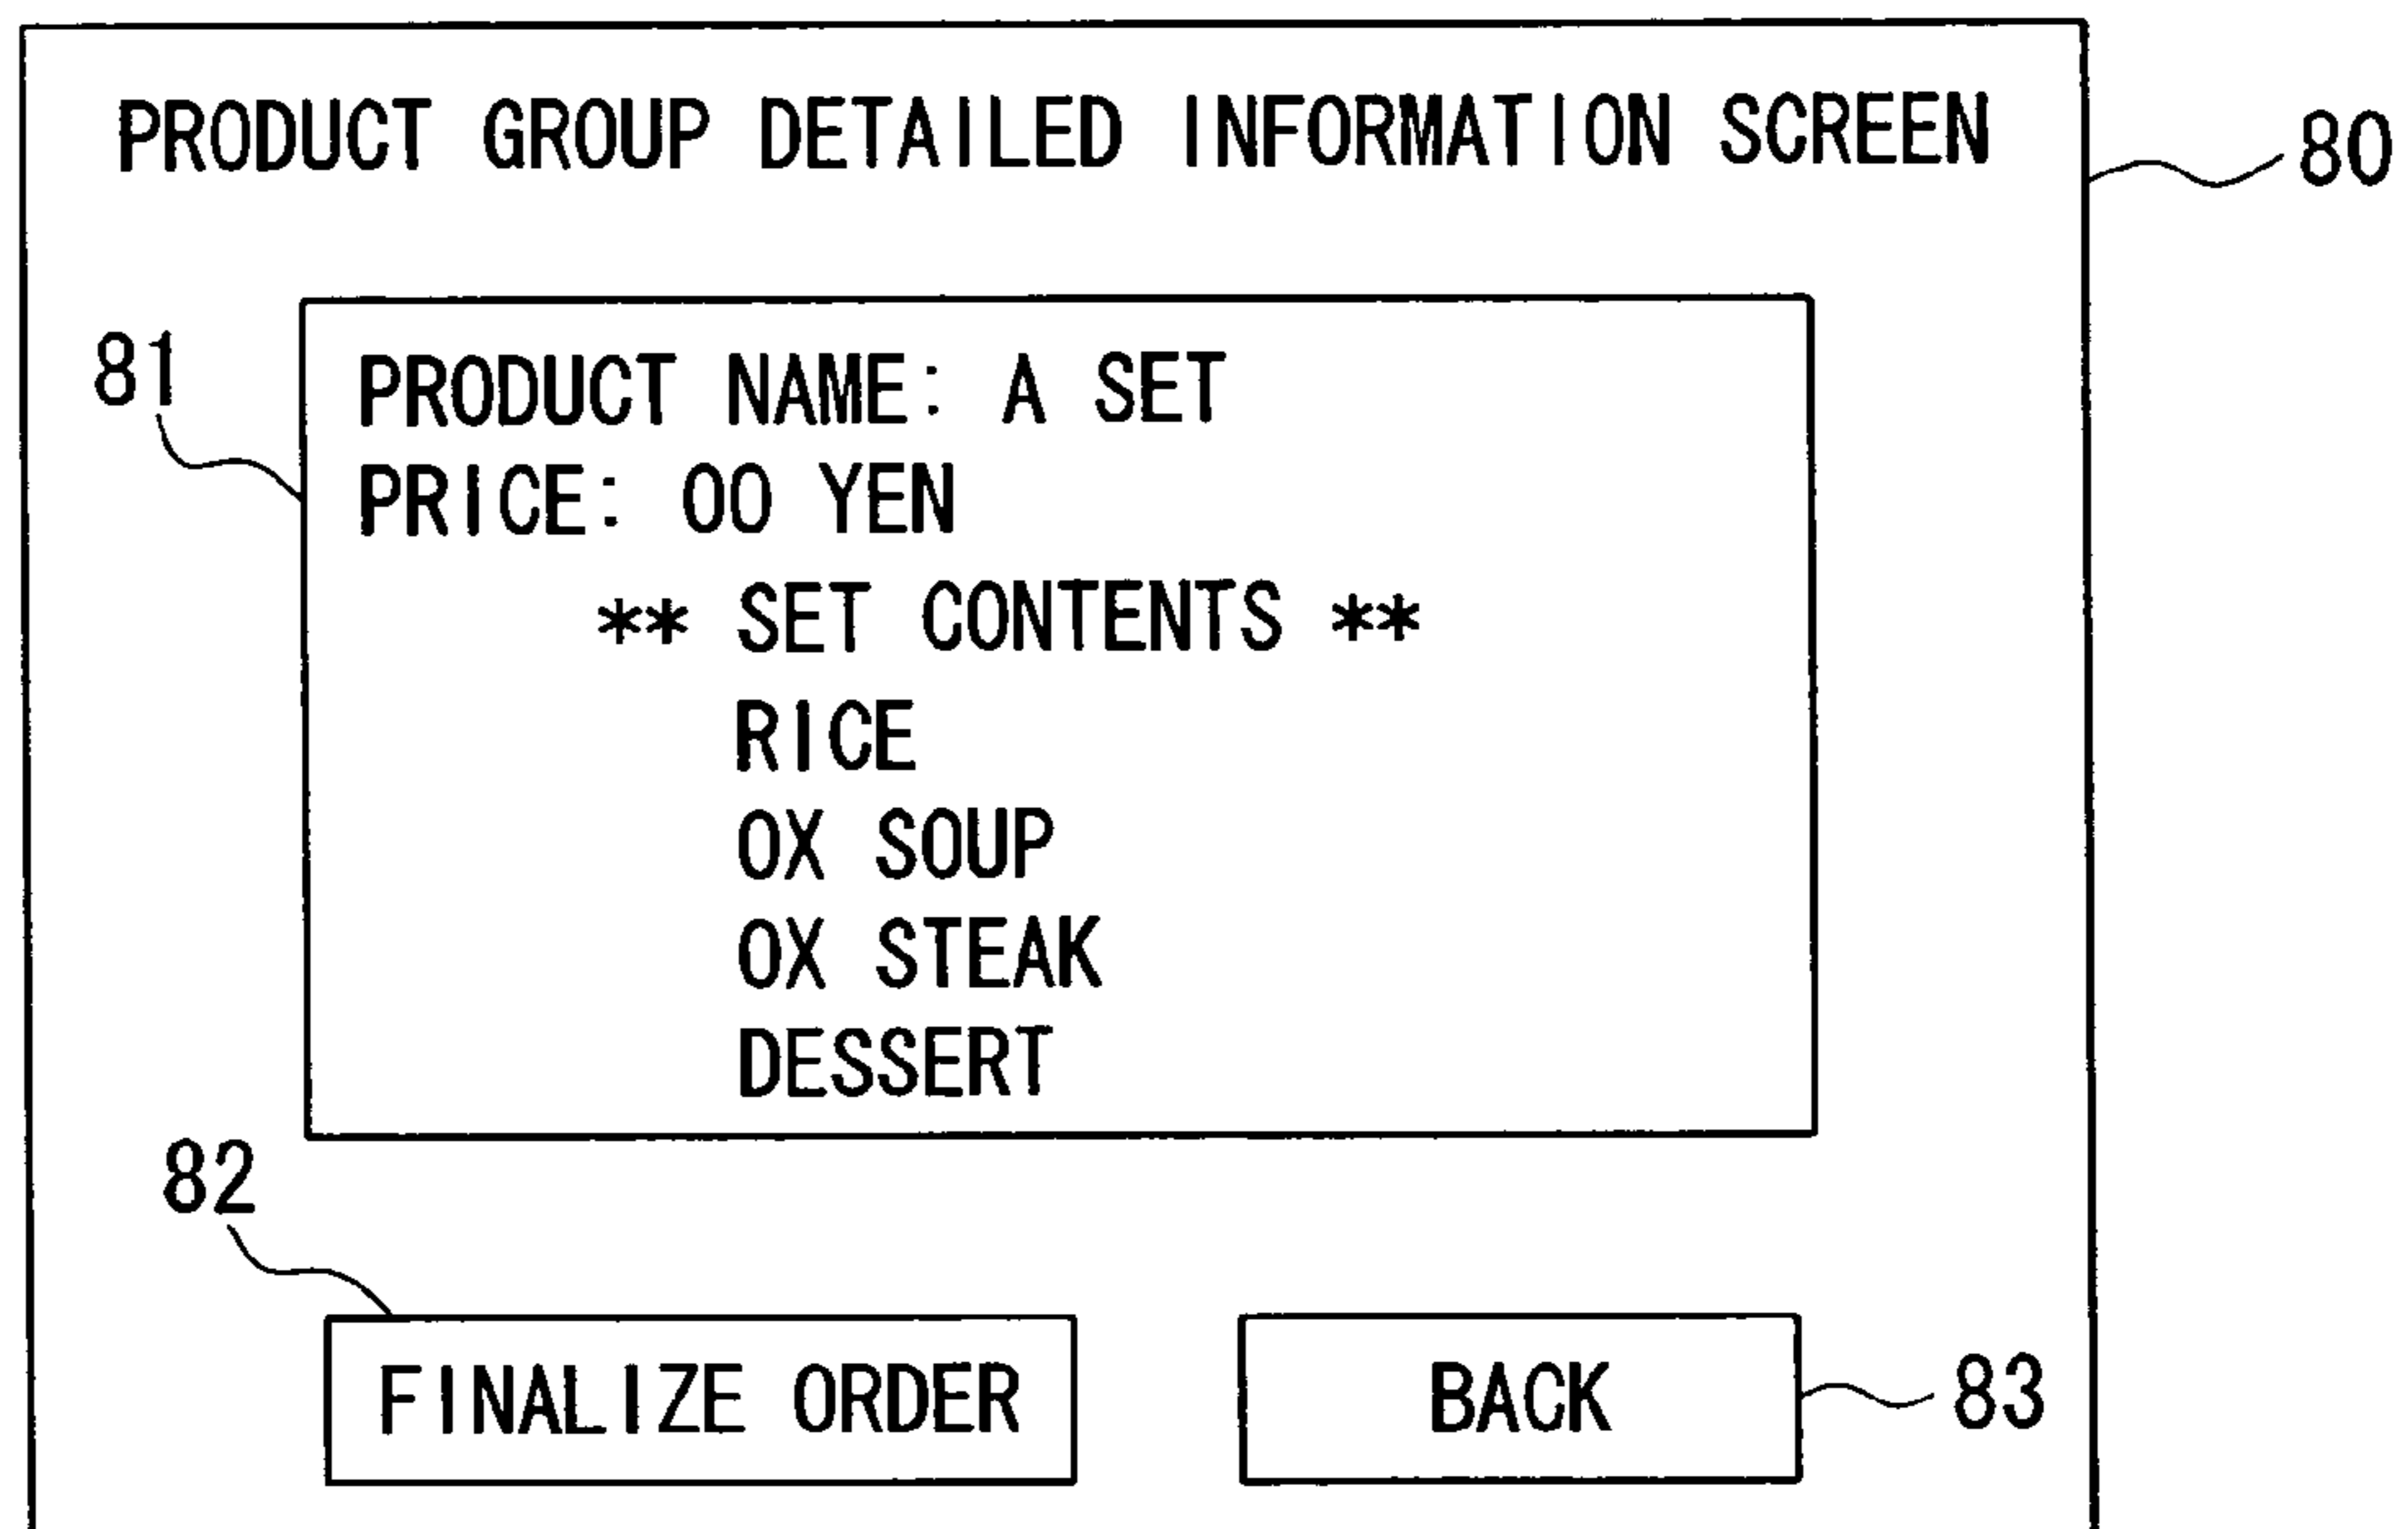 PRODUCT GROUP DETAILED INFORMATION SCREEN
80
81
PRODUCT NAME: A SET
PRICE: OO YEN
** SET CONTENTS **
RICE
OX SOUP
OX STEAK
DESSERT
82
FINALIZE ORDER
BACK
83